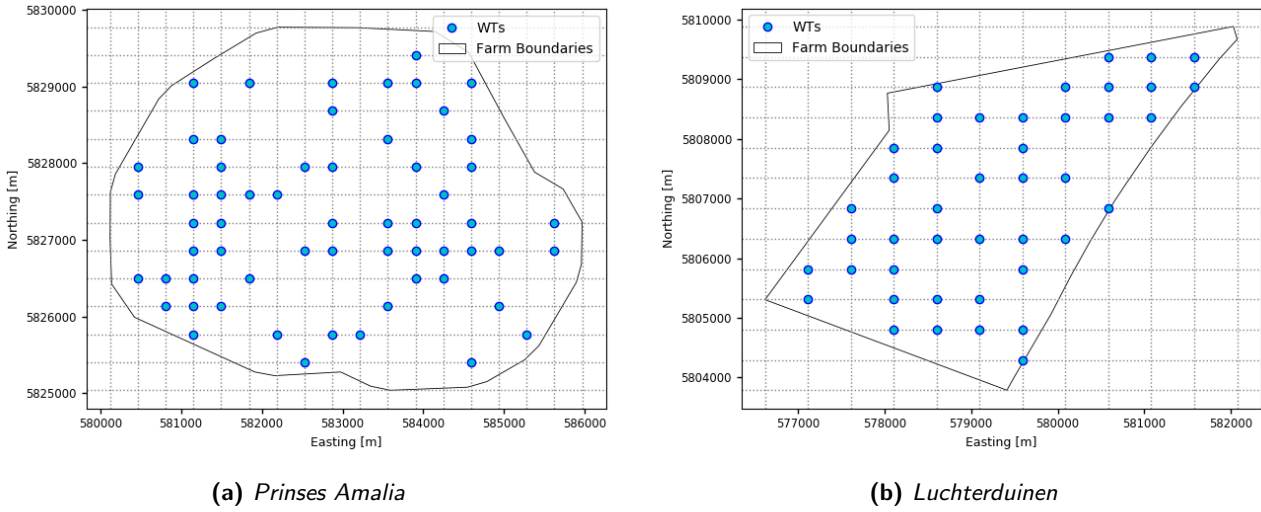 5830000
5829000
5828000
5827000
5826000
5825000
Northing [m]
580000 581000 582000 583000 584000 585000 586000
Easting [m]
WTs
Farm Boundaries
(a) Prinses Amalia
5810000
5809000
5808000
5807000
5806000
5805000
5804000
Northing [m]
577000 578000 579000 580000 581000 582000
Easting [m]
WTs
Farm Boundaries
(b) Luchterduinen